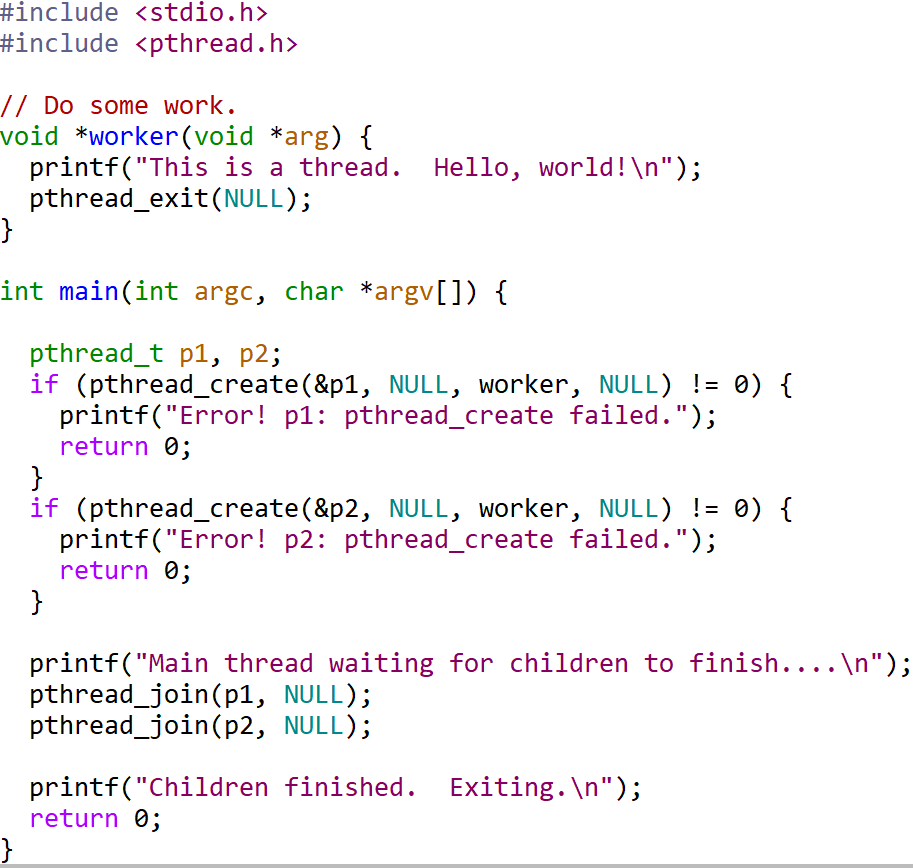 #include <stdio.h>
#include <pthread.h>

// Do some work.
void *worker(void *arg) {
  printf("This is a thread.  Hello, world!\n");
  pthread_exit(NULL);
}

int main(int argc, char *argv[]) {

  pthread_t p1, p2;
  if (pthread_create(&p1, NULL, worker, NULL) != 0) {
    printf("Error! p1: pthread_create failed.");
    return 0;
  }
  if (pthread_create(&p2, NULL, worker, NULL) != 0) {
    printf("Error! p2: pthread_create failed.");
    return 0;
  }

  printf("Main thread waiting for children to finish....\n");
  pthread_join(p1, NULL);
  pthread_join(p2, NULL);

  printf("Children finished.  Exiting.\n");
  return 0;
}